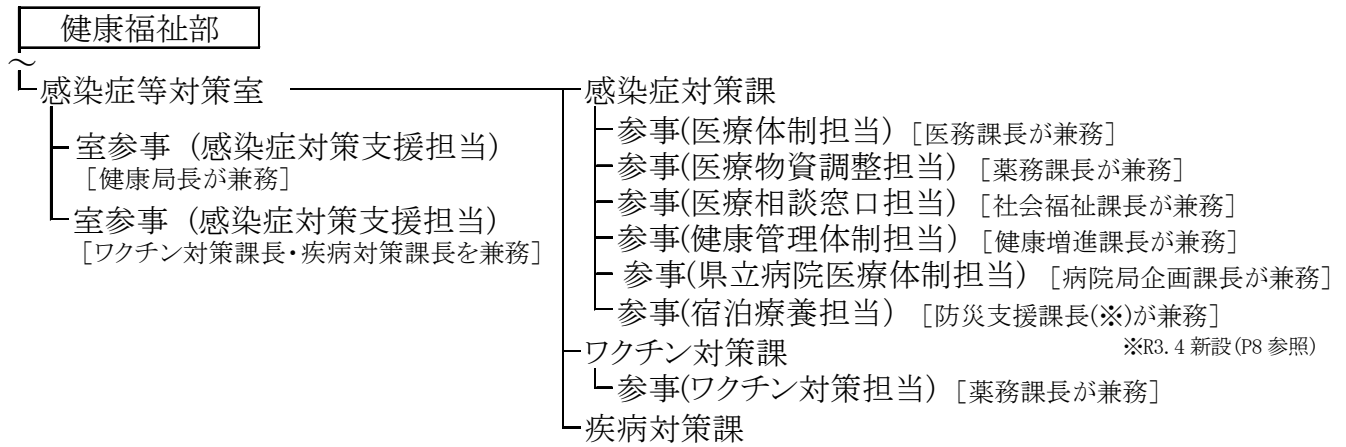 健康福祉部
～
感染症等対策室
室参事（感染症対策支援担当）
［健康局長が兼務］
室参事（感染症対策支援担当）
［ワクチン対策課長・疾病対策課長を兼務］
感染症対策課
参事(医療体制担当）［医務課長が兼務］
参事(医療物資調整担当）［薬務課長が兼務］
参事(医療相談窓口担当）［社会福祉課長が兼務］
参事(健康管理体制担当）［健康増進課長が兼務］
参事(県立病院医療体制担当）［病院局企画課長が兼務］
参事(宿泊療養担当）［防災支援課長(※)が兼務］
※R3.4 新設(P8 参照)
ワクチン対策課
参事(ワクチン対策担当）［薬務課長が兼務］
疾病対策課